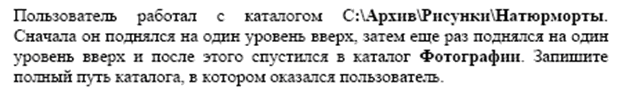 Пользователь работал с каталогом С:\Архив\Рисунки\Натюрморты.
Сначала он поднялся на один уровень вверх, затем еще раз поднялся на один
уровень вверх и после этого спустился в каталог Фотографии. Запишите
полный путь каталога, в котором оказался пользователь.